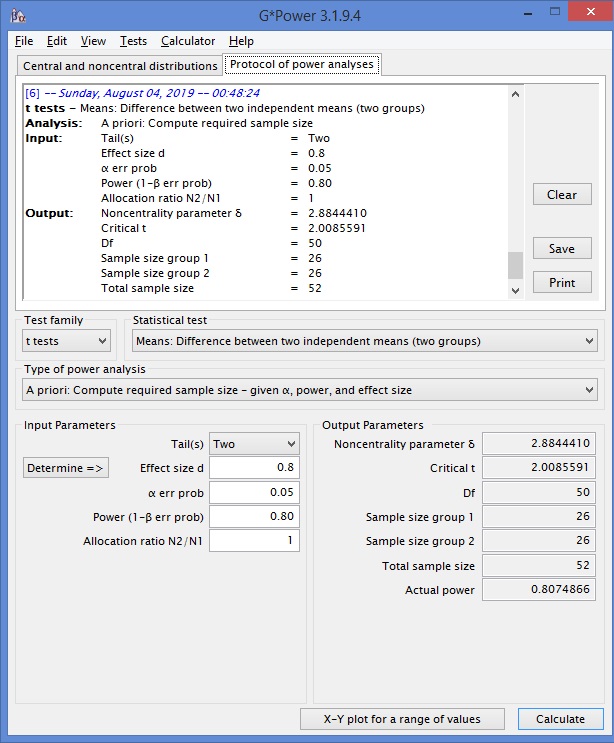 G*Power 3.1.9.4
File Edit View Tests Calculator Help
Central and noncentral distributions Protocol of power analyses
[6] -- Sunday, August 04, 2019 -- 00:48:24
t tests – Means: Difference between two independent means (two groups)
Analysis: A priori: Compute required sample size
Input: Tail(s) = Two
Effect size d = 0.8
α err prob = 0.05
Power (1-β err prob) = 0.80
Allocation ratio N2/N1 = 1
Output: Noncentrality parameter δ = 2.8844410
Critical t = 2.0085591
Df = 50
Sample size group 1 = 26
Sample size group 2 = 26
Total sample size = 52
Clear
Save
Print
Test family
t tests
Statistical test
Means: Difference between two independent means (two groups)
Type of power analysis
A priori: Compute required sample size – given α, power, and effect size
Input Parameters
Tail(s) Two
Determine => Effect size d 0.8
α err prob 0.05
Power (1-β err prob) 0.80
Allocation ratio N2/N1 1
Output Parameters
Noncentrality parameter δ 2.8844410
Critical t 2.0085591
Df 50
Sample size group 1 26
Sample size group 2 26
Total sample size 52
Actual power 0.8074866
X-Y plot for a range of values Calculate